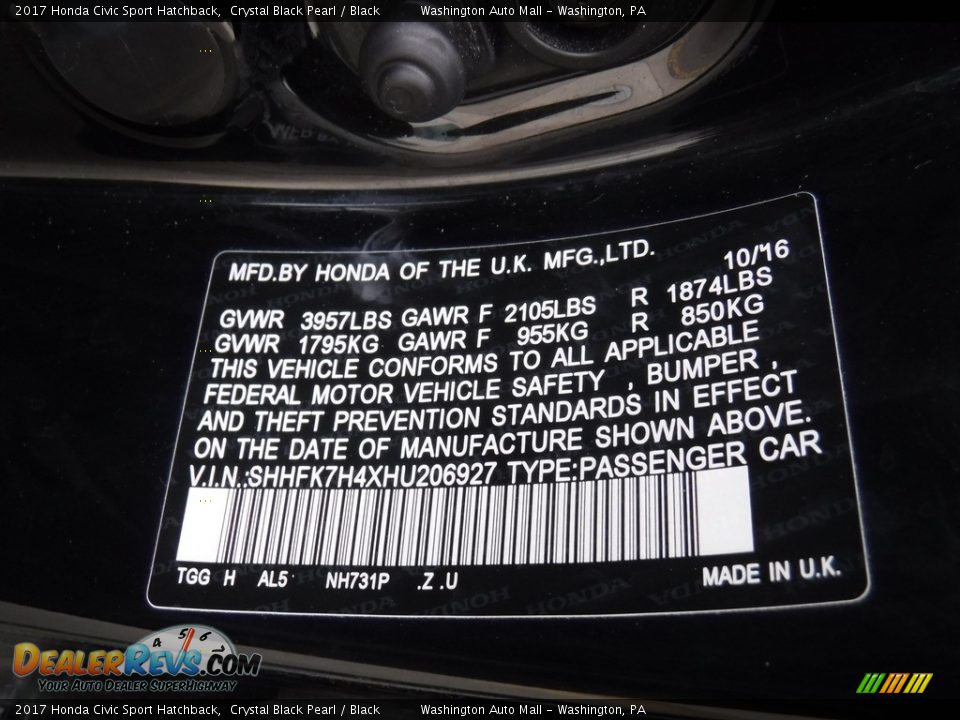 2017 Honda Civic Sport Hatchback, Crystal Black Pearl / Black Washington Auto Mall - Washington, PA
MFD.BY HONDA OF THE U.K. MFG.,LTD. 10/'16
GVWR 3957LBS GAWR F 2105LBS R 1874LBS
GVWR 1795KG GAWR F 955KG R 850KG
THIS VEHICLE CONFORMS TO ALL APPLICABLE
FEDERAL MOTOR VEHICLE SAFETY , BUMPER ,
AND THEFT PREVENTION STANDARDS IN EFFECT
ON THE DATE OF MANUFACTURE SHOWN ABOVE.
V.I.N.:SHHFK7H4XHU206927 TYPE:PASSENGER CAR
TGG H AL5 NH731P .Z .U MADE IN U.K.
4 5 6
DEALERREVS.COM
YOUR AUTO DEALER SUPERHIGHWAY
2017 Honda Civic Sport Hatchback, Crystal Black Pearl / Black Washington Auto Mall - Washington, PA